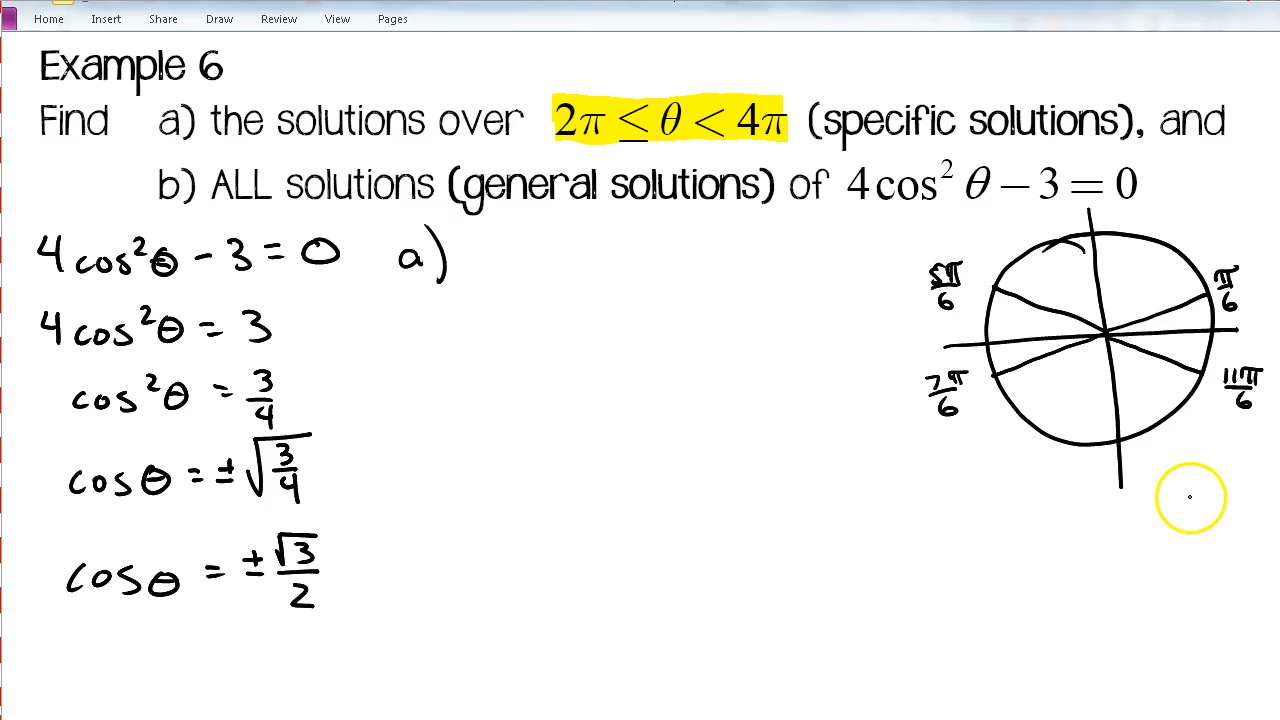 Home Insert Share Draw Review View Pages
Example 6
Find a) the solutions over 2π ≤ θ < 4π (specific solutions), and
b) ALL solutions (general solutions) of 4cos² θ − 3 = 0
4cos²θ - 3 = 0
4cos²θ = 3
cos²θ = 3/4
cosθ = ±√(3/4)
cosθ = ±√3/2
a)
5π/6
π/6
7π/6
11π/6